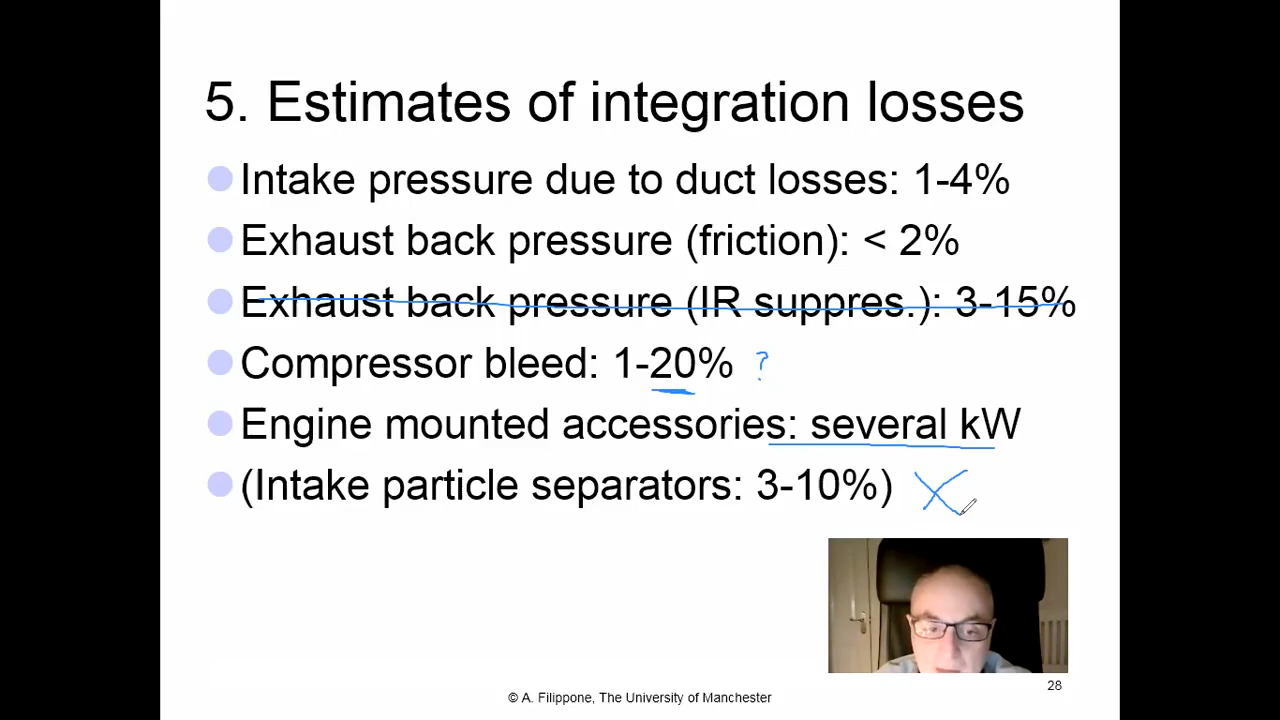 5. Estimates of integration losses
Intake pressure due to duct losses: 1-4%
Exhaust back pressure (friction): < 2%
Exhaust back pressure (IR suppres.): 3-15%
Compressor bleed: 1-20% ?
Engine mounted accessories: several kW
(Intake particle separators: 3-10%)
28
© A. Filippone, The University of Manchester